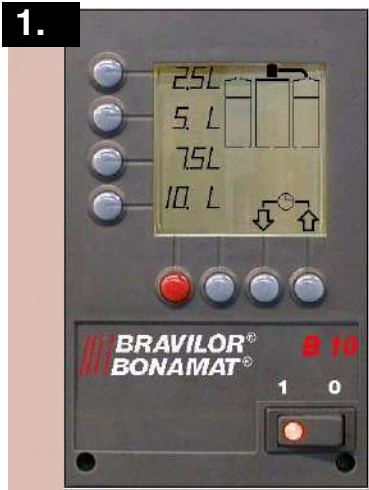 1.
2.5L
5. L
7.5L
10. L
BRAVILOR®
BONAMAT®
B 10
1 0